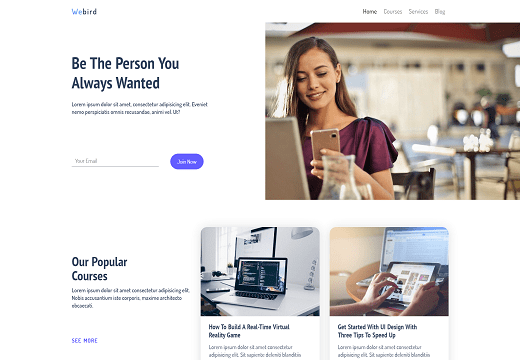 Webird
Home Courses Services Blog
Be The Person You
Always Wanted
Lorem ipsum dolor sit amet, consectetur adipisicing elit. Eveniet
nemo perspiciatis omnis recusandae, animi vel. Ut?
Your Email
Join Now
Our Popular
Courses
Lorem ipsum dolor sit amet consectetur adipisicing elit.
Nobis accusantium iste corporis, maxime architecto
obcaecati.
SEE MORE
How To Build A Real-Time Virtual
Reality Game
Lorem ipsum dolor sit amet consectetur adipisicing
elit. Sit sapiente deleniti blanditiis
Get Started With UI Design With
Three Tips To Speed Up
Lorem ipsum dolor sit amet consectetur adipisicing
elit. Sit sapiente deleniti blanditiis